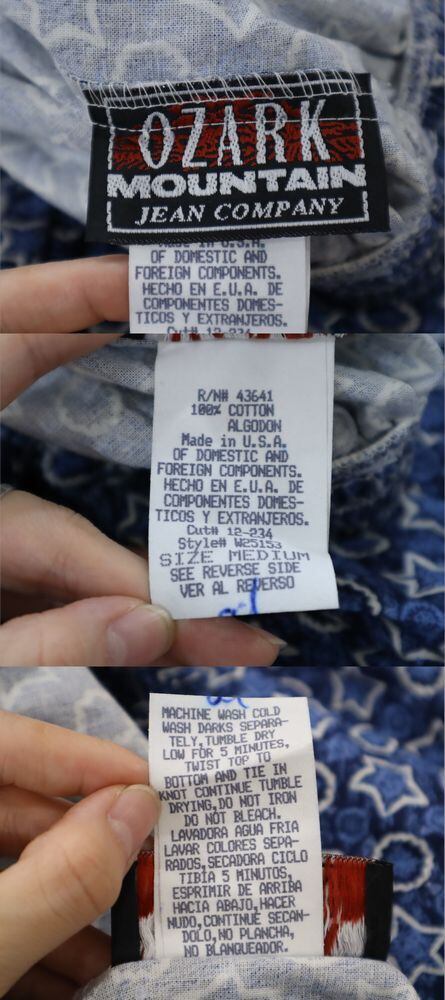 OZARK
MOUNTAIN
JEAN COMPANY
Made in U.S.A.
OF DOMESTIC AND
FOREIGN COMPONENTS.
HECHO EN E.U.A. DE
COMPONENTES DOMES-
TICOS Y EXTRANJEROS.
Cut# 12-234
R/N# 43641
100% COTTON
ALGODON
Made in U.S.A.
OF DOMESTIC AND
FOREIGN COMPONENTS.
HECHO EN E.U.A. DE
COMPONENTES DOMES-
TICOS Y EXTRANJEROS.
Cut# 12-234
Style# W25153
SIZE MEDIUM
SEE REVERSE SIDE
VER AL REVERSO
MACHINE WASH COLD
WASH DARKS SEPARA-
TELY,TUMBLE DRY
LOW FOR 5 MINUTES,
TWIST TOP TO
BOTTOM AND TIE IN
KNOT CONTINUE TUMBLE
DRYING,DO NOT IRON
DO NOT BLEACH.
LAVADORA AGUA FRIA
LAVAR COLORES SEPA-
RADOS,SECADORA CICLO
TIBIA 5 MINUTOS,
ESPRIMIR DE ARRIBA
HACIA ABAJO,HACER
NUDO,CONTINUE SECAN-
DOLO,NO PLANCHA,
NO BLANQUEADOR.